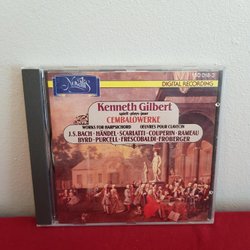 DIGITAL RECORDING
Kenneth Gilbert
spielt · plays · joue
CEMBALOWERKE
WORKS FOR HARPSICHORD ŒUVRES POUR CLAVECIN
J.S.BACH · HÄNDEL · SCARLATTI · COUPERIN · RAMEAU
BYRD · PURCELL · FRESCOBALDI · FROBERGER